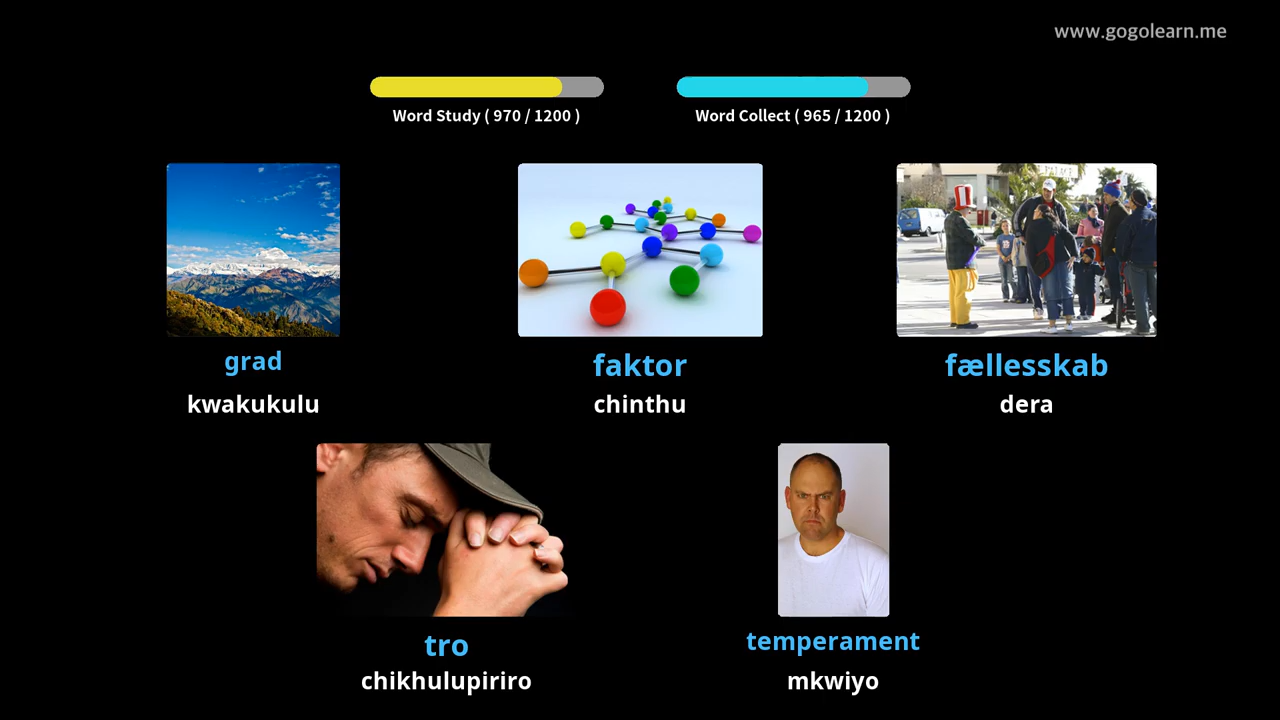 www.gogolearn.me
Word Study ( 970 / 1200 )
Word Collect ( 965 / 1200 )
grad
kwakukulu
faktor
chinthu
fællesskab
dera
tro
chikhulupiriro
temperament
mkwiyo